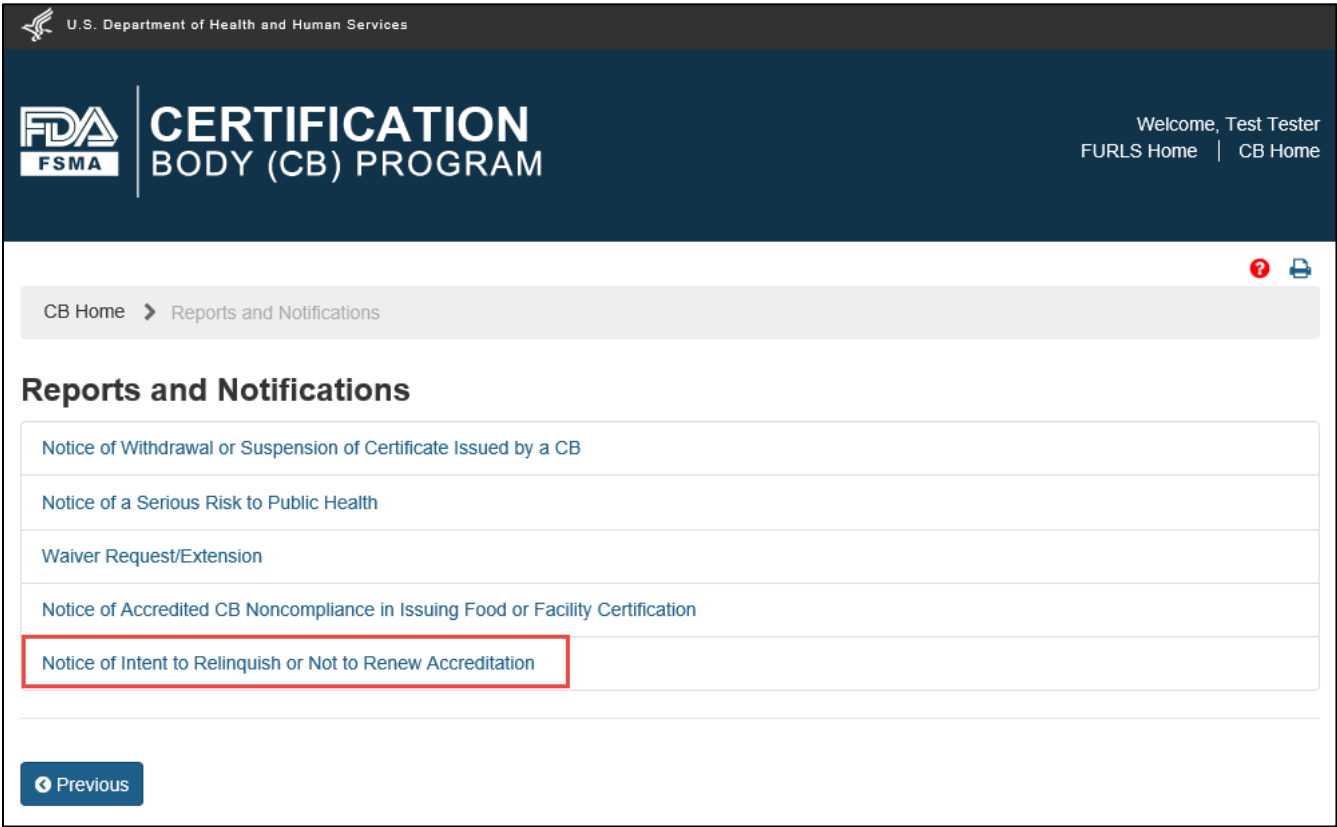 U.S. Department of Health and Human Services
FDA
FSMA
CERTIFICATION
BODY (CB) PROGRAM
Welcome, Test Tester
FURLS Home | CB Home
?
CB Home > Reports and Notifications
Reports and Notifications
Notice of Withdrawal or Suspension of Certificate Issued by a CB
Notice of a Serious Risk to Public Health
Waiver Request/Extension
Notice of Accredited CB Noncompliance in Issuing Food or Facility Certification
Notice of Intent to Relinquish or Not to Renew Accreditation
Previous